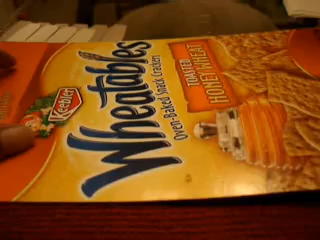 Keebler
Wheatables
Oven-Baked Snack Crackers
TOASTED
HONEY WHEAT